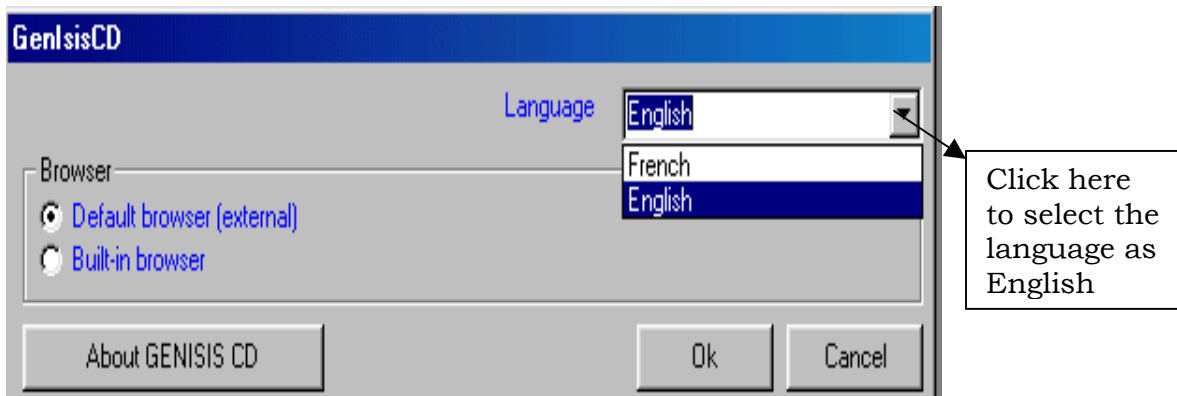 GenIsisCD
Language English
French
English
Browser
Default browser (external)
Built-in browser
About GENISIS CD Ok Cancel
Click here
to select the
language as
English